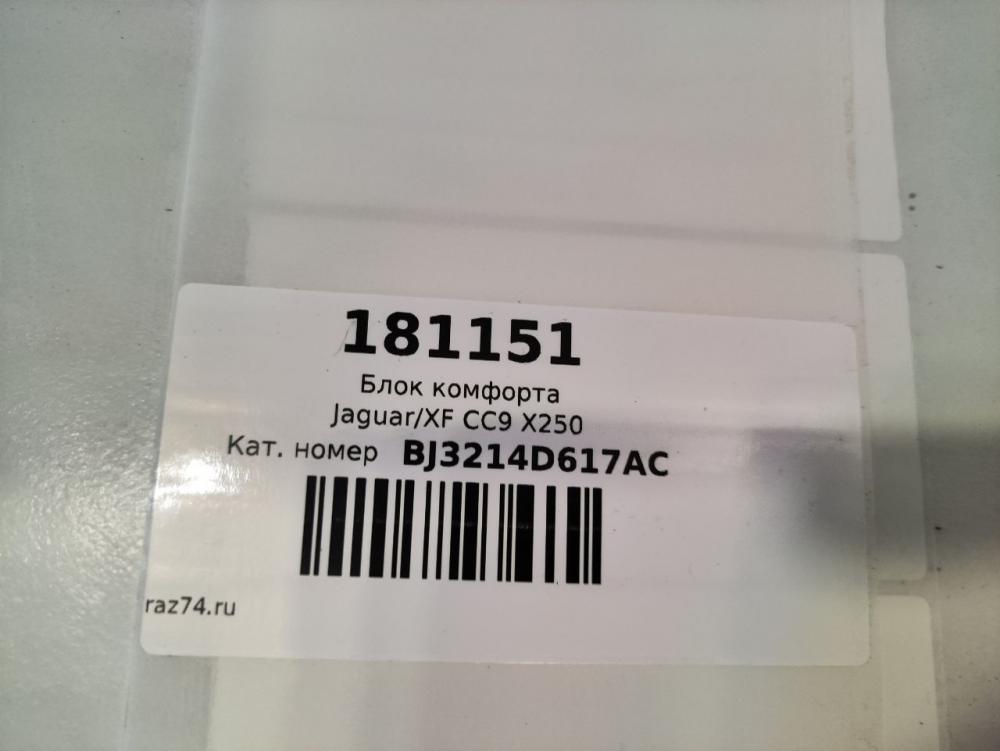 181151
Блок комфорта
Jaguar/XF CC9 X250
Кат. номер BJ3214D617AC
raz74.ru